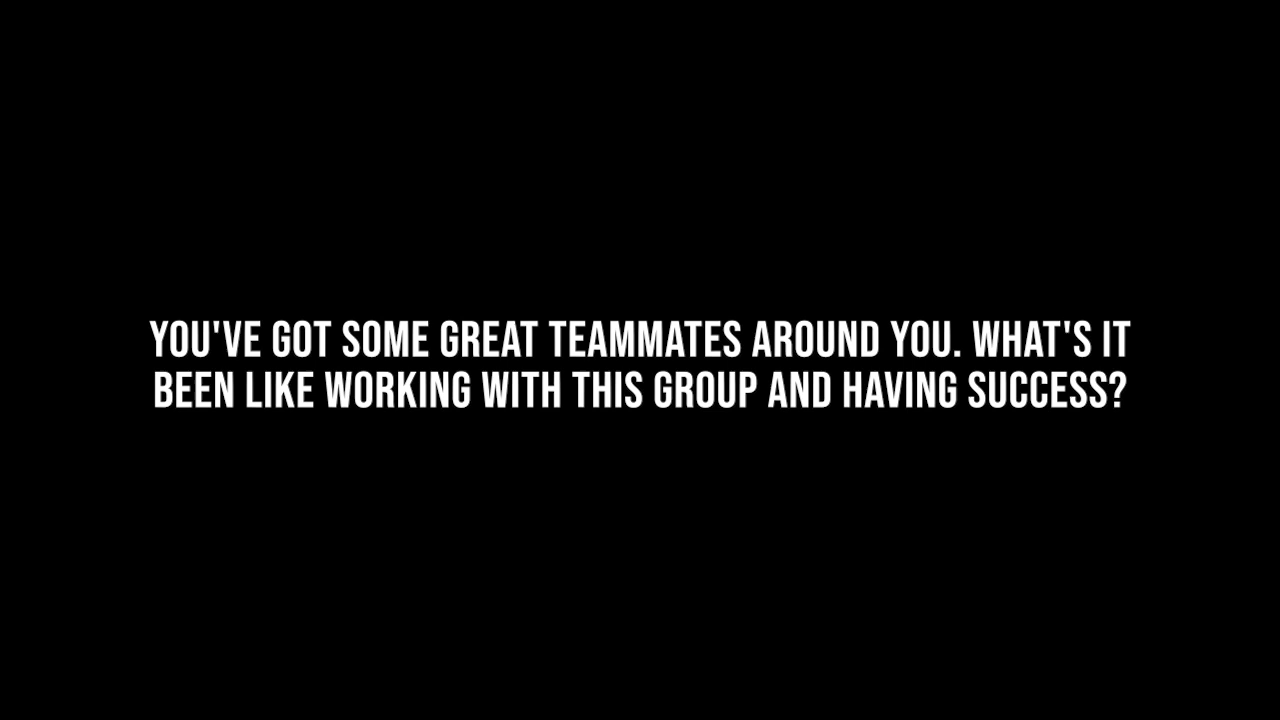 YOU'VE GOT SOME GREAT TEAMMATES AROUND YOU. WHAT'S IT
BEEN LIKE WORKING WITH THIS GROUP AND HAVING SUCCESS?